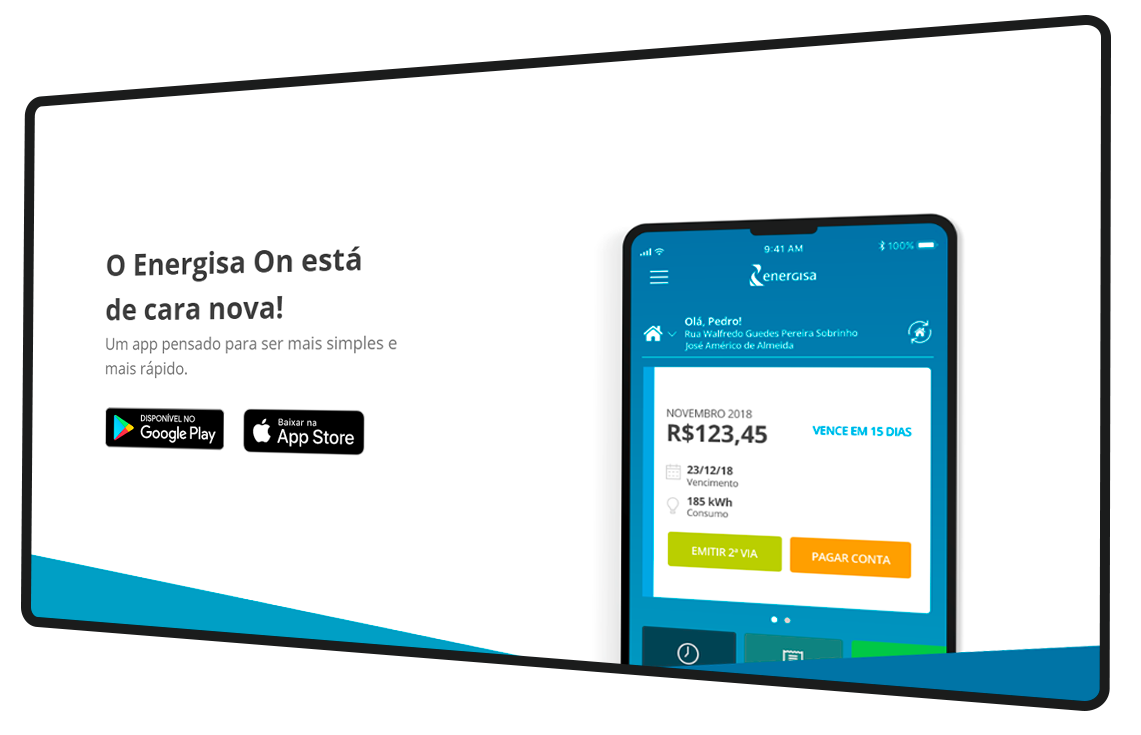 O Energisa On está
de cara nova!
Um app pensado para ser mais simples e
mais rápido.
DISPONÍVEL NO
Google Play
Baixar na
App Store
9:41 AM
100%
energisa
Olá, Pedro!
Rua Walfredo Guedes Pereira Sobrinho
José Américo de Almeida
NOVEMBRO 2018
R$123,45
VENCE EM 15 DIAS
23/12/18
Vencimento
185 kWh
Consumo
EMITIR 2ª VIA
PAGAR CONTA